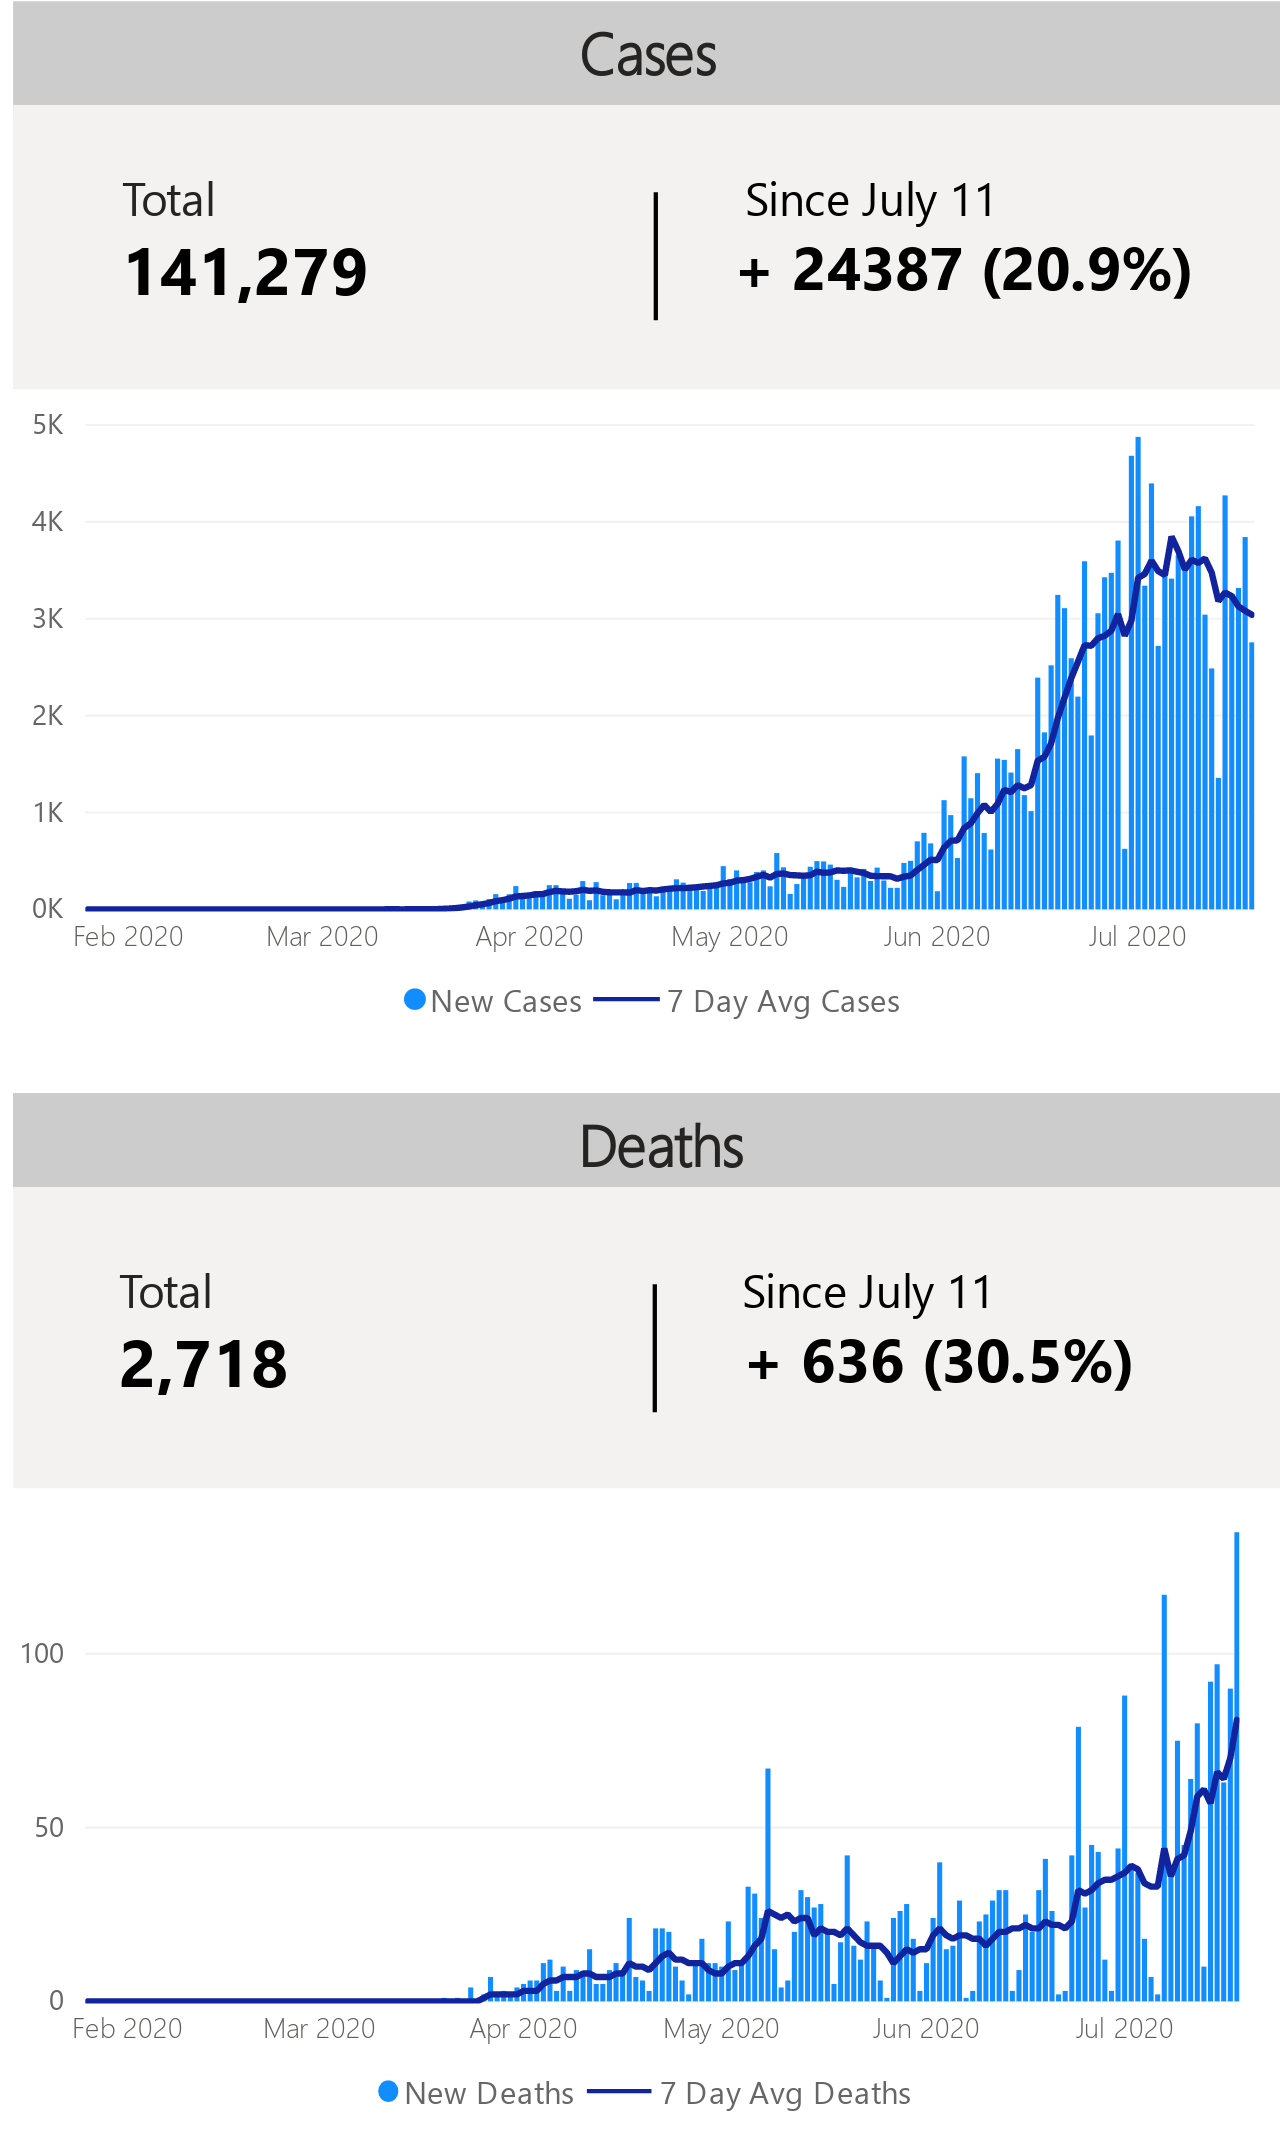 Cases
Total
Since July 11
141,279
+ 24387 (20.9%)
5K
4K
3K
2K
1K
0K
Feb 2020 Mar 2020 Apr 2020 May 2020 Jun 2020 Jul 2020
New Cases 7 Day Avg Cases
Deaths
Total
Since July 11
2,718
+ 636 (30.5%)
100
50
0
Feb 2020 Mar 2020 Apr 2020 May 2020 Jun 2020 Jul 2020
New Deaths 7 Day Avg Deaths